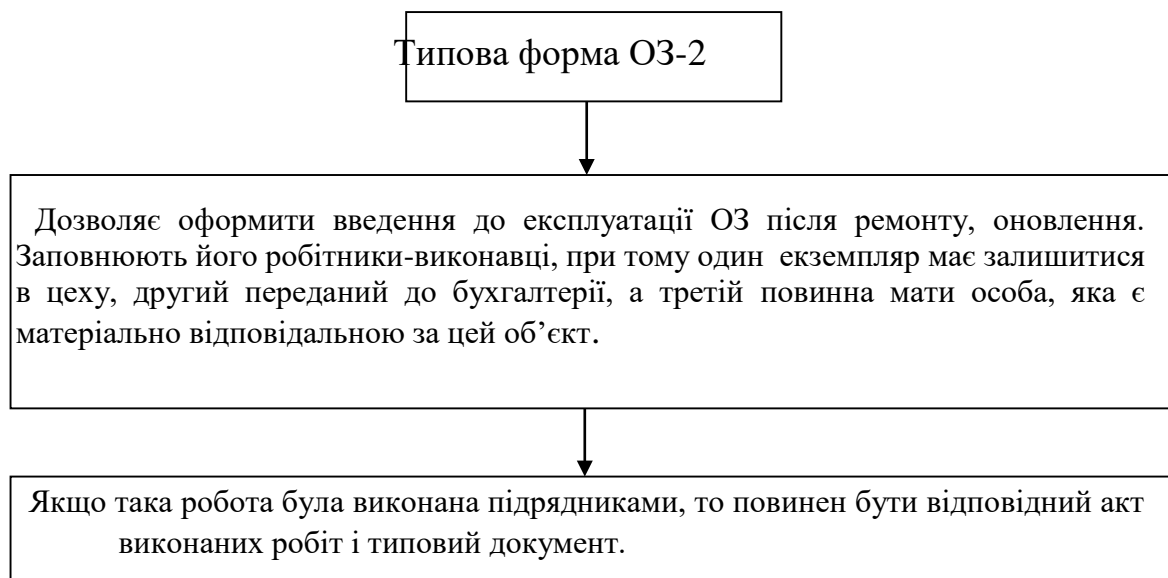 Типова форма ОЗ-2
Дозволяє оформити введення до експлуатації ОЗ після ремонту, оновлення.
Заповнюють його робітники-виконавці, при тому один екземпляр має залишитися
в цеху, другий переданий до бухгалтерії, а третій повинна мати особа, яка є
матеріально відповідальною за цей об’єкт.
Якщо така робота була виконана підрядниками, то повинен бути відповідний акт
виконаних робіт і типовий документ.